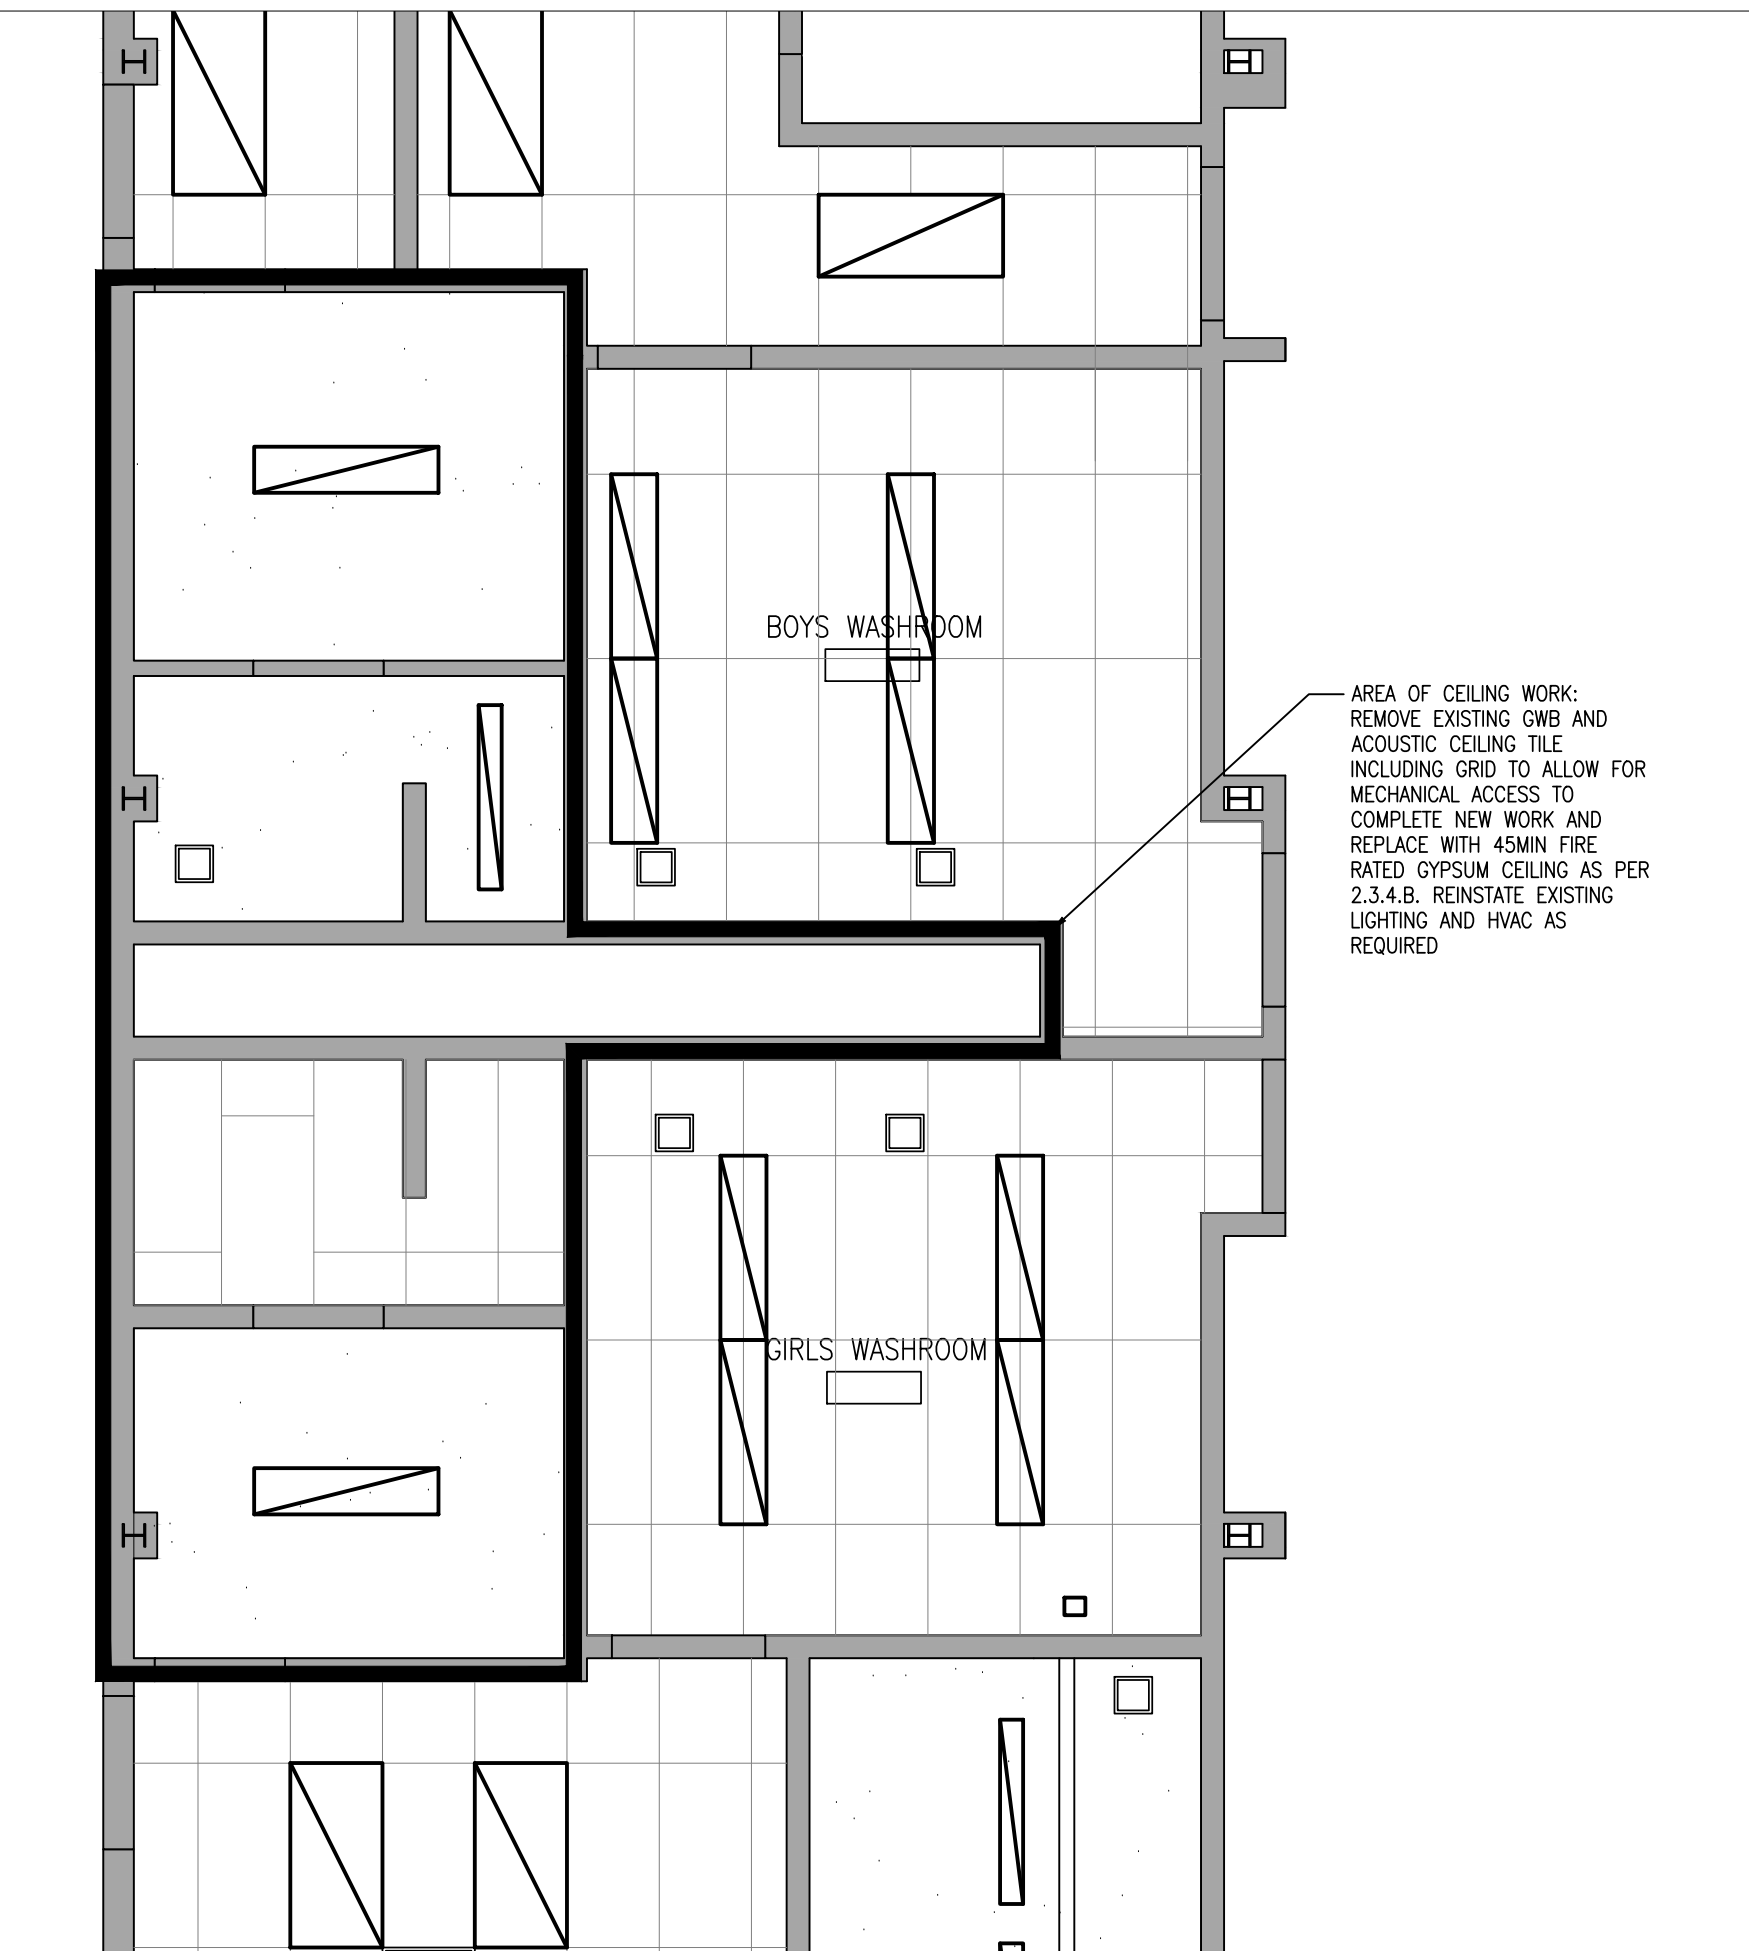 BOYS WASHROOM
AREA OF CEILING WORK:
REMOVE EXISTING GWB AND
ACOUSTIC CEILING TILE
INCLUDING GRID TO ALLOW FOR
MECHANICAL ACCESS TO
COMPLETE NEW WORK AND
REPLACE WITH 45MIN FIRE
RATED GYPSUM CEILING AS PER
2.3.4.B. REINSTATE EXISTING
LIGHTING AND HVAC AS
REQUIRED
GIRLS WASHROOM